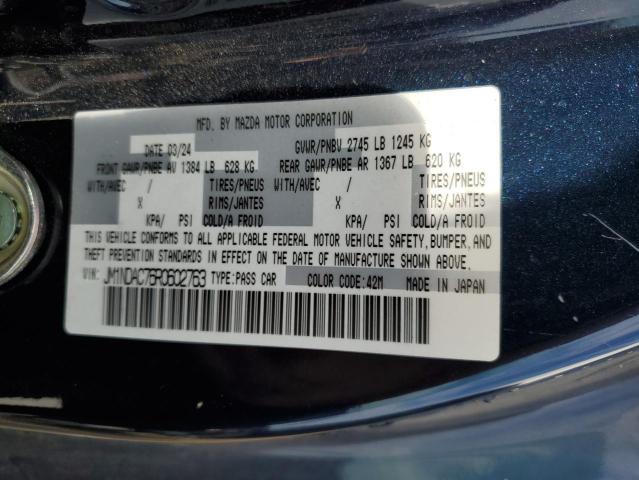 MFD. BY MAZDA MOTOR CORPORATION
DATE 03/24 GVWR/PNBV 2745 LB 1245 KG
FRONT GAWR/PNBE AV 1384 LB 628 KG REAR GAWR/PNBE AR 1367 LB 620 KG
WITH/AVEC / TIRES/PNEUS WITH/AVEC / TIRES/PNEUS
X RIMS/JANTES X RIMS/JANTES
KPA/ PSI COLD/A FROID KPA/ PSI COLD/A FROID
THIS VEHICLE CONFORMS TO ALL APPLICABLE FEDERAL MOTOR VEHICLE SAFETY, BUMPER, AND
THEFT PREVENTION STANDARDS IN EFFECT ON THE DATE OF MANUFACTURE SHOWN ABOVE.
VIN: JM1NDAC76R0602763 TYPE:PASS CAR COLOR CODE:42M MADE IN JAPAN